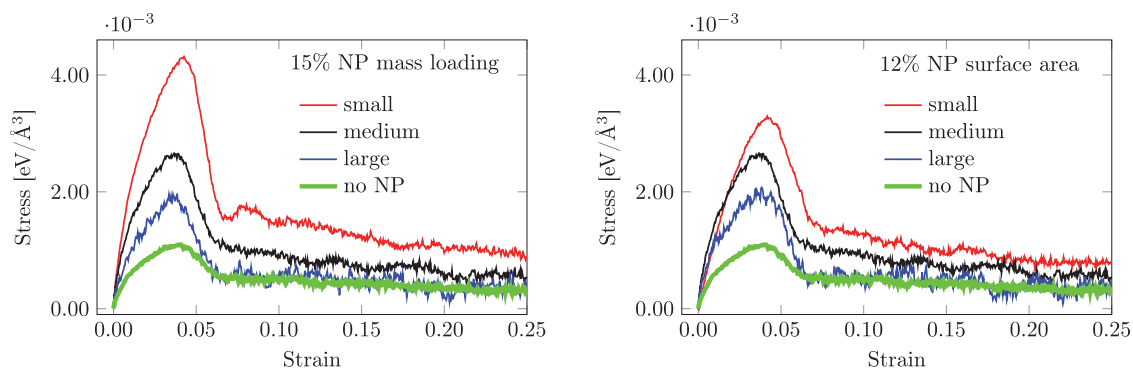 ·10⁻³
15% NP mass loading
small
medium
large
no NP
4.00
2.00
0.00
Stress [eV/Å³]
0.00 0.05 0.10 0.15 0.20 0.25
Strain
·10⁻³
12% NP surface area
small
medium
large
no NP
4.00
2.00
0.00
Stress [eV/Å³]
0.00 0.05 0.10 0.15 0.20 0.25
Strain